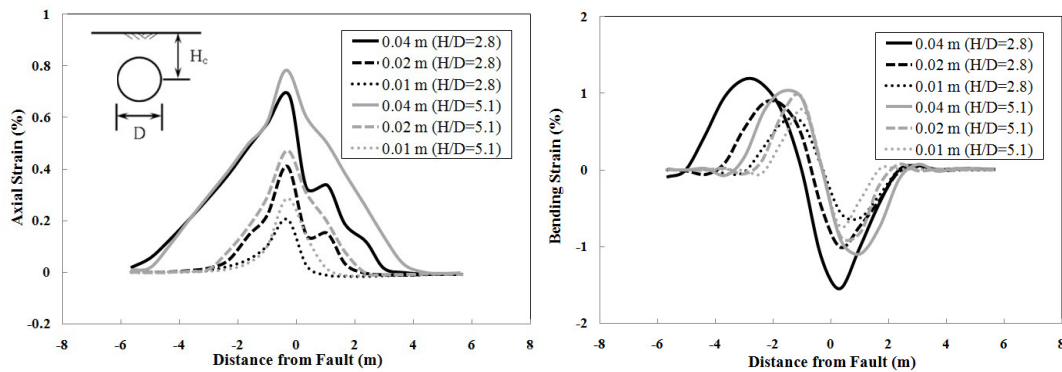 1
0.8
0.6
0.4
0.2
0
-0.2
-8 -6 -4 -2 0 2 4 6 8
Axial Strain (%)
Distance from Fault (m)
Hc
D
0.04 m (H/D=2.8)
0.02 m (H/D=2.8)
0.01 m (H/D=2.8)
0.04 m (H/D=5.1)
0.02 m (H/D=5.1)
0.01 m (H/D=5.1)
2
1
0
-1
-2
-8 -6 -4 -2 0 2 4 6 8
Bending Strain (%)
Distance from Fault (m)
0.04 m (H/D=2.8)
0.02 m (H/D=2.8)
0.01 m (H/D=2.8)
0.04 m (H/D=5.1)
0.02 m (H/D=5.1)
0.01 m (H/D=5.1)